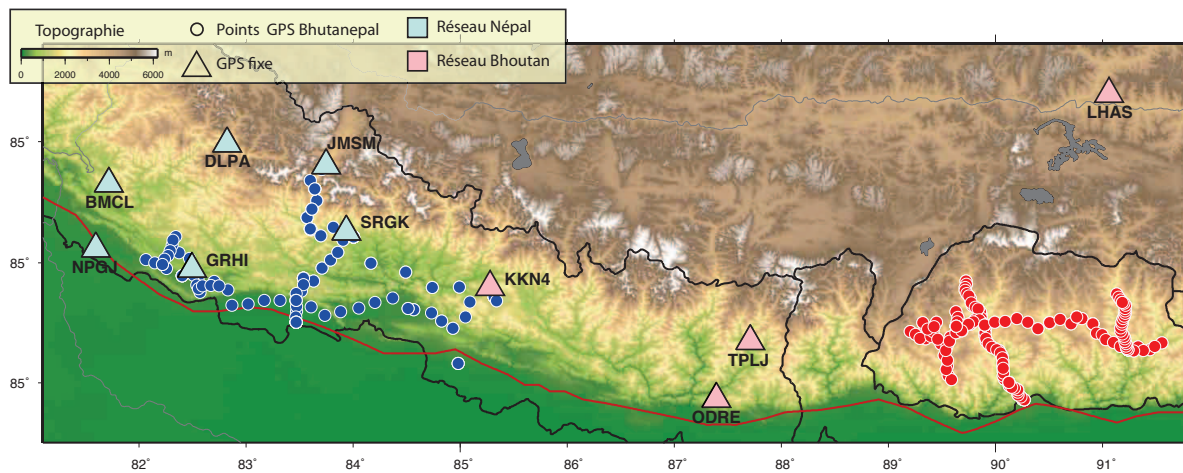 Topographie
m
0 2000 4000 6000
Points GPS Bhutanepal
GPS fixe
Réseau Népal
Réseau Bhoutan
LHAS
85°
DLPA
JMSM
BMCL
SRGK
NPGJ
GRHI
85°
KKN4
TPLJ
85°
ODRE
82° 83° 84° 85° 86° 87° 88° 89° 90° 91°